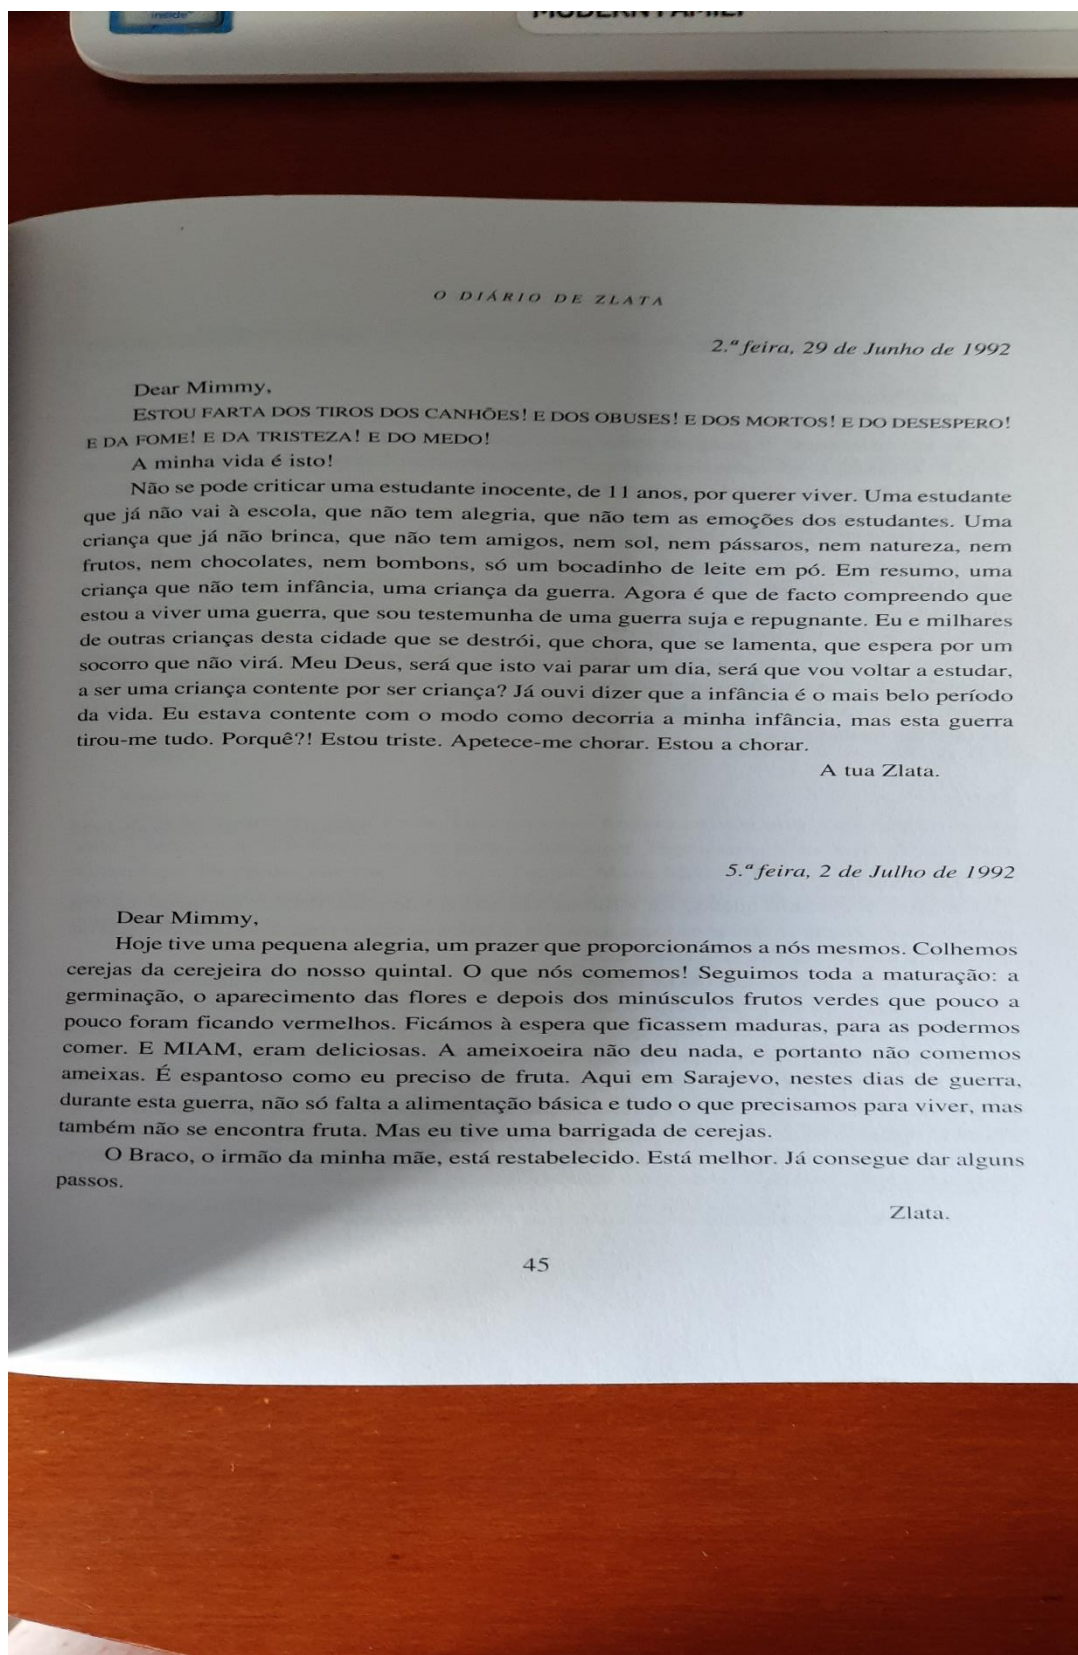 inside
O DIÁRIO DE ZLATA
2.ª feira, 29 de Junho de 1992
Dear Mimmy,
ESTOU FARTA DOS TIROS DOS CANHÕES! E DOS OBUSES! E DOS MORTOS! E DO DESESPERO!
E DA FOME! E DA TRISTEZA! E DO MEDO!
A minha vida é isto!
Não se pode criticar uma estudante inocente, de 11 anos, por querer viver. Uma estudante
que já não vai à escola, que não tem alegria, que não tem as emoções dos estudantes. Uma
criança que já não brinca, que não tem amigos, nem sol, nem pássaros, nem natureza, nem
frutos, nem chocolates, nem bombons, só um bocadinho de leite em pó. Em resumo, uma
criança que não tem infância, uma criança da guerra. Agora é que de facto compreendo que
estou a viver uma guerra, que sou testemunha de uma guerra suja e repugnante. Eu e milhares
de outras crianças desta cidade que se destrói, que chora, que se lamenta, que espera por um
socorro que não virá. Meu Deus, será que isto vai parar um dia, será que vou voltar a estudar,
a ser uma criança contente por ser criança? Já ouvi dizer que a infância é o mais belo período
da vida. Eu estava contente com o modo como decorria a minha infância, mas esta guerra
tirou-me tudo. Porquê?! Estou triste. Apetece-me chorar. Estou a chorar.
A tua Zlata.
5.ª feira, 2 de Julho de 1992
Dear Mimmy,
Hoje tive uma pequena alegria, um prazer que proporcionámos a nós mesmos. Colhemos
cerejas da cerejeira do nosso quintal. O que nós comemos! Seguimos toda a maturação: a
germinação, o aparecimento das flores e depois dos minúsculos frutos verdes que pouco a
pouco foram ficando vermelhos. Ficámos à espera que ficassem maduras, para as podermos
comer. E MIAM, eram deliciosas. A ameixoeira não deu nada, e portanto não comemos
ameixas. É espantoso como eu preciso de fruta. Aqui em Sarajevo, nestes dias de guerra,
durante esta guerra, não só falta a alimentação básica e tudo o que precisamos para viver, mas
também não se encontra fruta. Mas eu tive uma barrigada de cerejas.
O Braco, o irmão da minha mãe, está restabelecido. Está melhor. Já consegue dar alguns
passos.
Zlata.
45